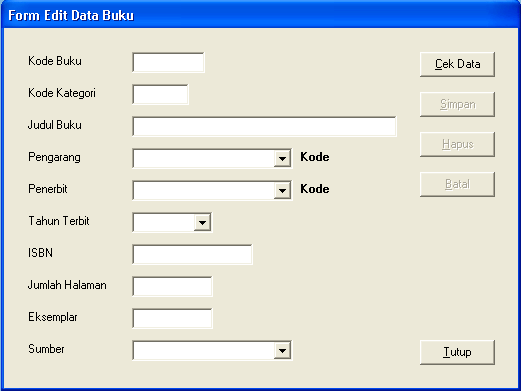 Form Edit Data Buku
Kode Buku
Cek Data
Kode Kategori
Simpan
Judul Buku
Pengarang
Kode
Hapus
Penerbit
Kode
Batal
Tahun Terbit
ISBN
Jumlah Halaman
Eksemplar
Sumber
Tutup